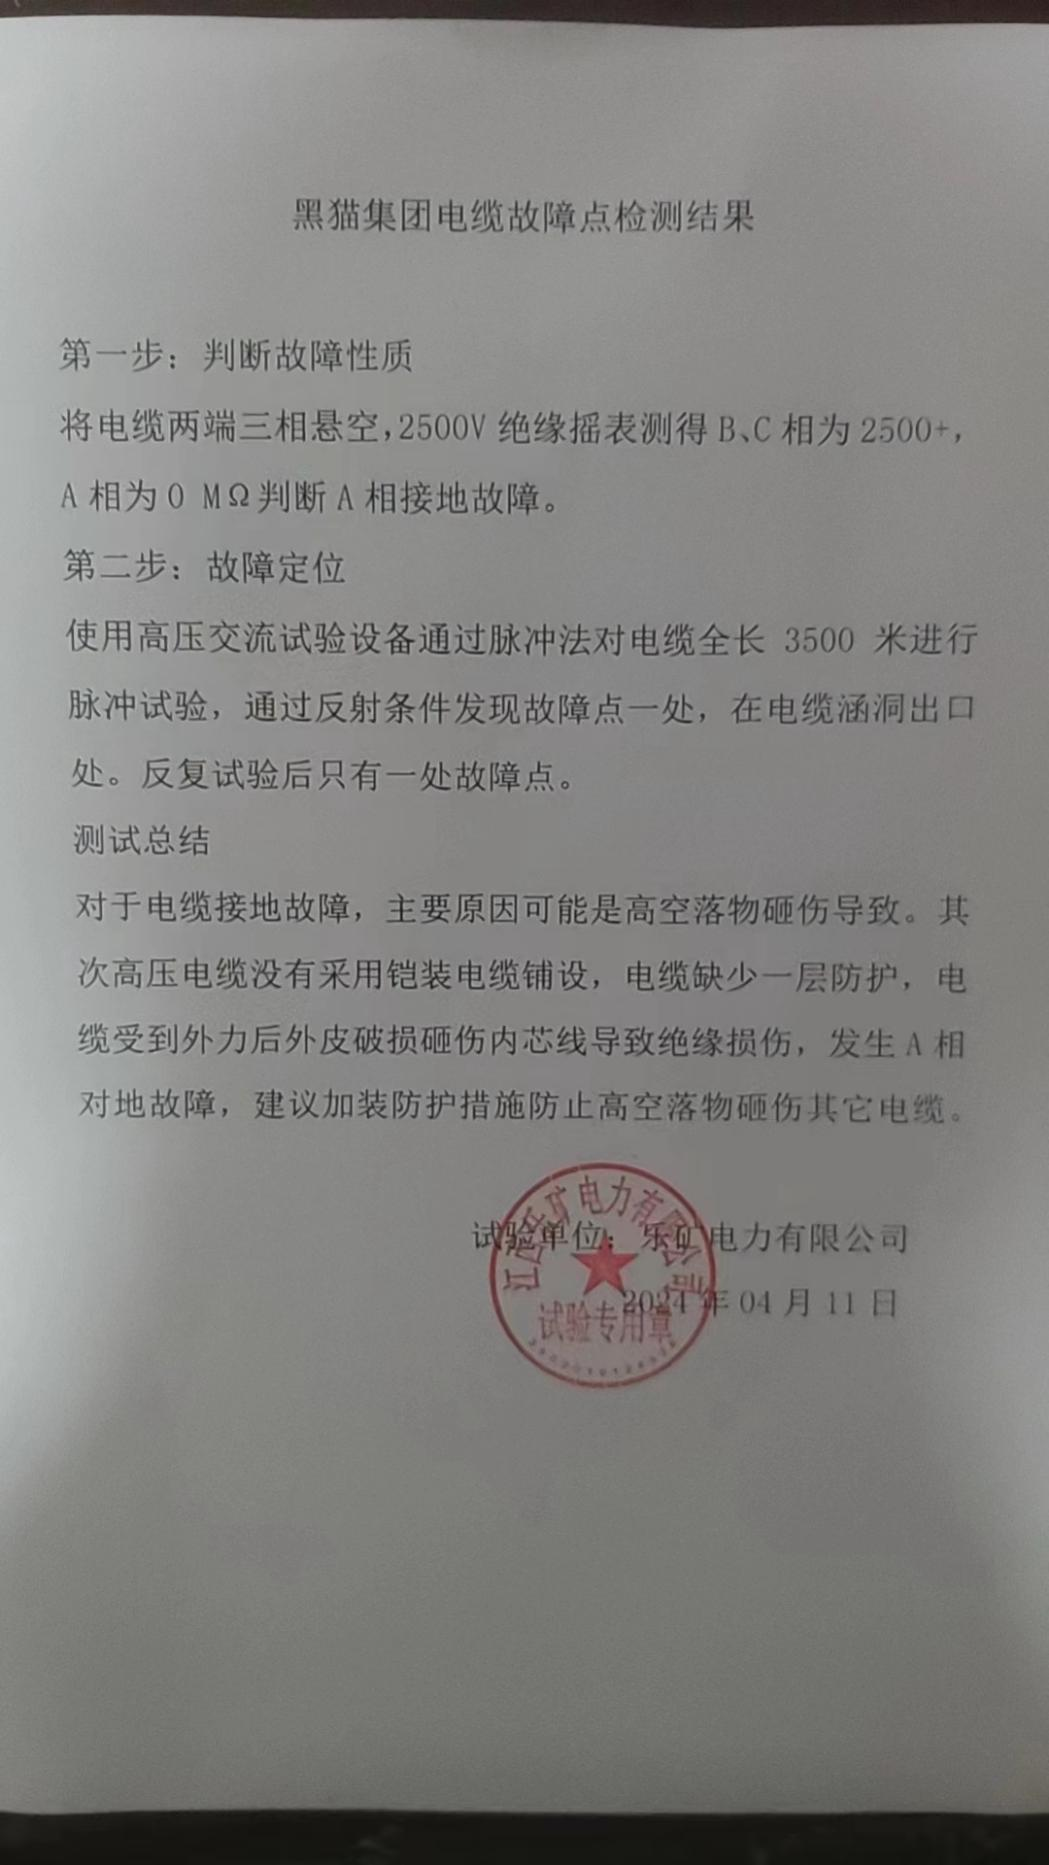 黑猫集团电缆故障点检测结果
第一步：判断故障性质
将电缆两端三相悬空,2500V 绝缘摇表测得 B、C 相为 2500+，
A 相为 0 MΩ判断 A 相接地故障。
第二步：故障定位
使用高压交流试验设备通过脉冲法对电缆全长 3500 米进行
脉冲试验，通过反射条件发现故障点一处，在电缆涵洞出口
处。反复试验后只有一处故障点。
测试总结
对于电缆接地故障，主要原因可能是高空落物砸伤导致。其
次高压电缆没有采用铠装电缆铺设，电缆缺少一层防护，电
缆受到外力后外皮破损砸伤内芯线导致绝缘损伤，发生 A 相
对地故障，建议加装防护措施防止高空落物砸伤其它电缆。
试验单位：乐矿电力有限公司
2024 年 04 月 11 日
江西乐矿电力有限公司
试验专用章